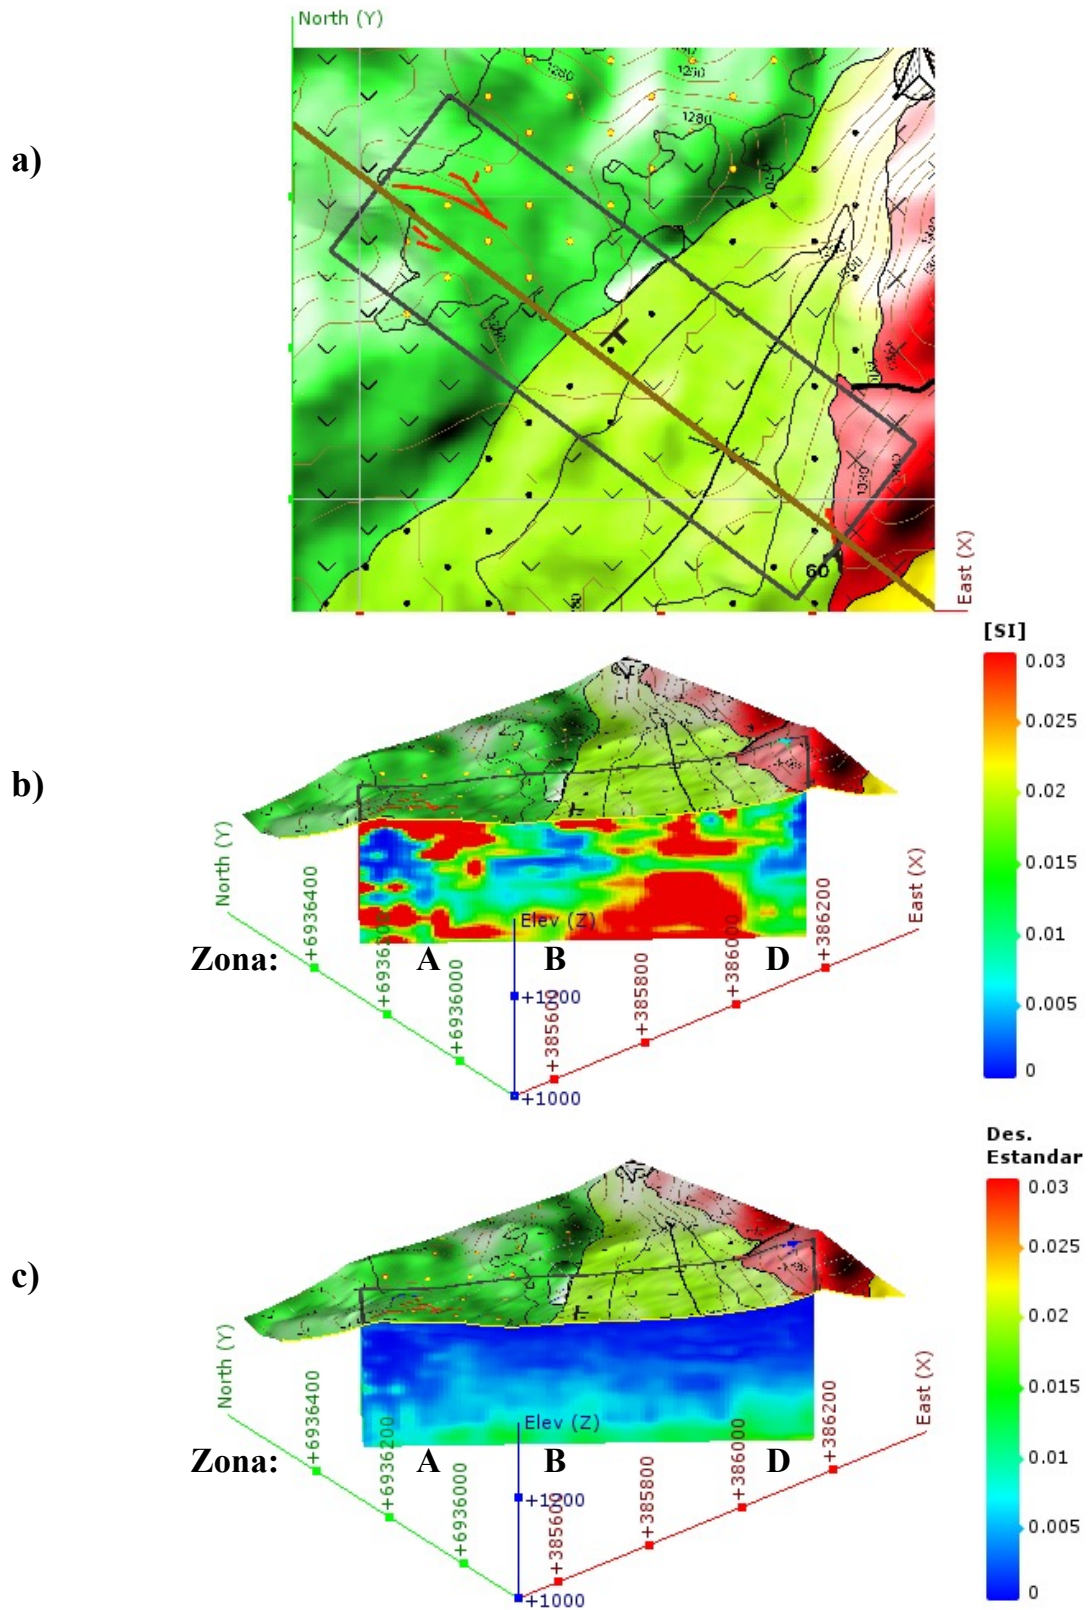 North (Y)
a)
1280
1280
1280
60
East (X)
[SI]
0.03
0.025
0.02
0.015
0.01
0.005
0
b)
North (Y)
+6936400
+6936200
+6936000
Elev (Z)
+1200
+1000
+385600
+385800
+386000
+386200
East (X)
Zona: A B D
Des.
Estandar
0.03
0.025
0.02
0.015
0.01
0.005
0
c)
North (Y)
+6936400
+6936200
+6936000
Elev (Z)
+1200
+1000
+385600
+385800
+386000
+386200
East (X)
Zona: A B D